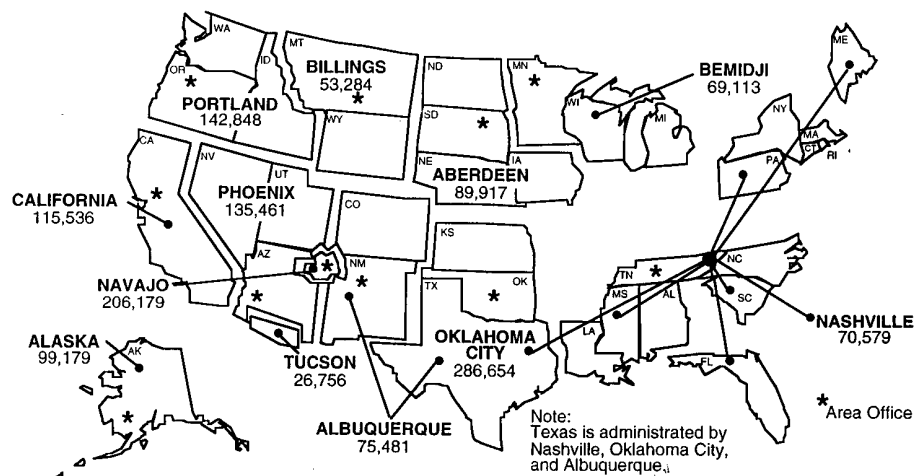 WA
MT
ME
OR
ID
BILLINGS
53,284
ND
MN
BEMIDJI
69,113
PORTLAND
142,848
WI
MI
NY
MA
CT
RI
WY
SD
PA
CA
NV
UT
NE
IA
ABERDEEN
89,917
PHOENIX
135,461
CALIFORNIA
115,536
CO
KS
AZ
NM
TN
NC
NAVAJO
206,179
TX
OK
MS
AL
SC
ALASKA
99,179
AK
TUCSON
26,756
OKLAHOMA
CITY
286,654
LA
NASHVILLE
70,579
FL
ALBUQUERQUE
75,481
Note:
Texas is administrated by
Nashville, Oklahoma City,
and Albuquerque.
*Area Office